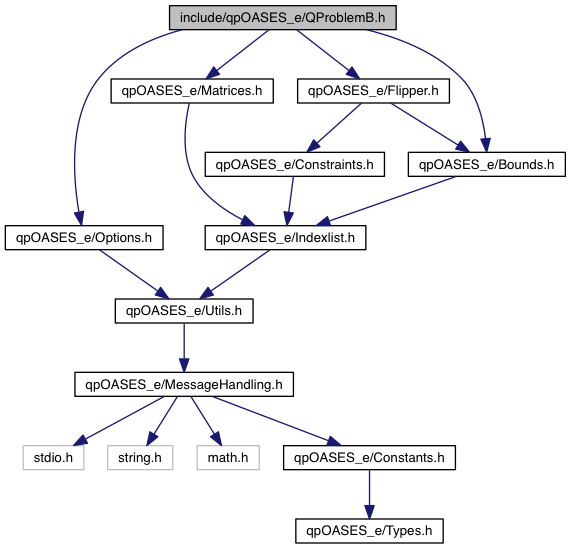 include/qpOASES_e/QProblemB.h
qpOASES_e/Matrices.h
qpOASES_e/Flipper.h
qpOASES_e/Constraints.h
qpOASES_e/Bounds.h
qpOASES_e/Options.h
qpOASES_e/Indexlist.h
qpOASES_e/Utils.h
qpOASES_e/MessageHandling.h
stdio.h
string.h
math.h
qpOASES_e/Constants.h
qpOASES_e/Types.h